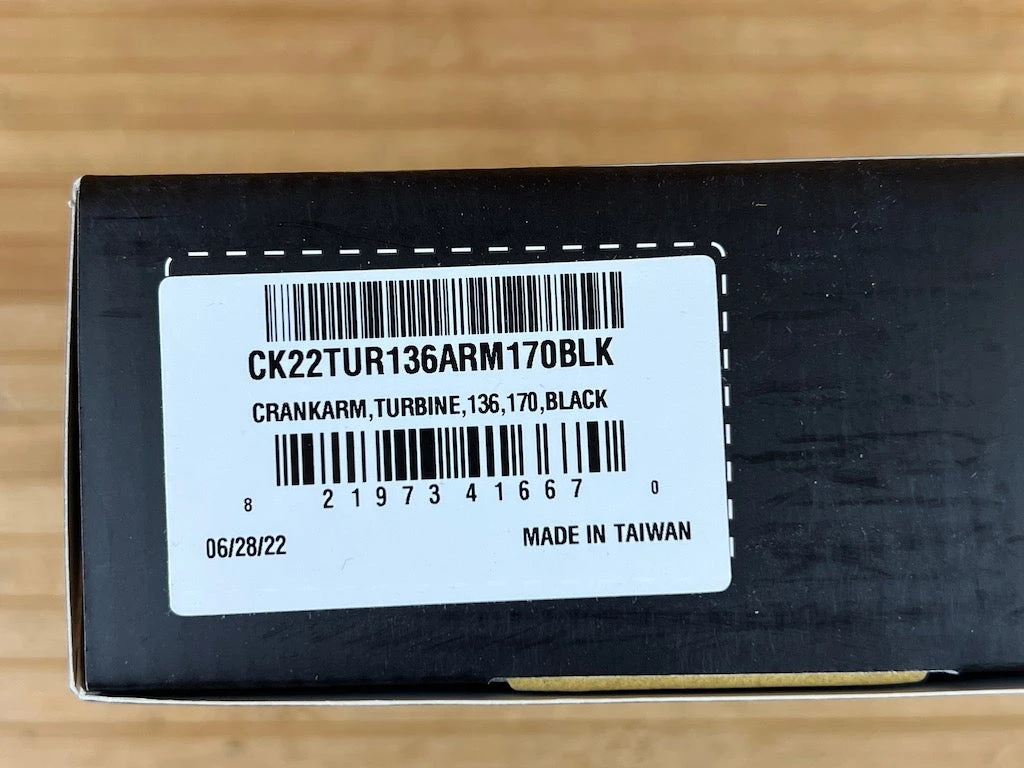 CK22TUR136ARM170BLK
CRANKARM,TURBINE,136,170,BLACK
8 21973 41667 0
06/28/22 MADE IN TAIWAN